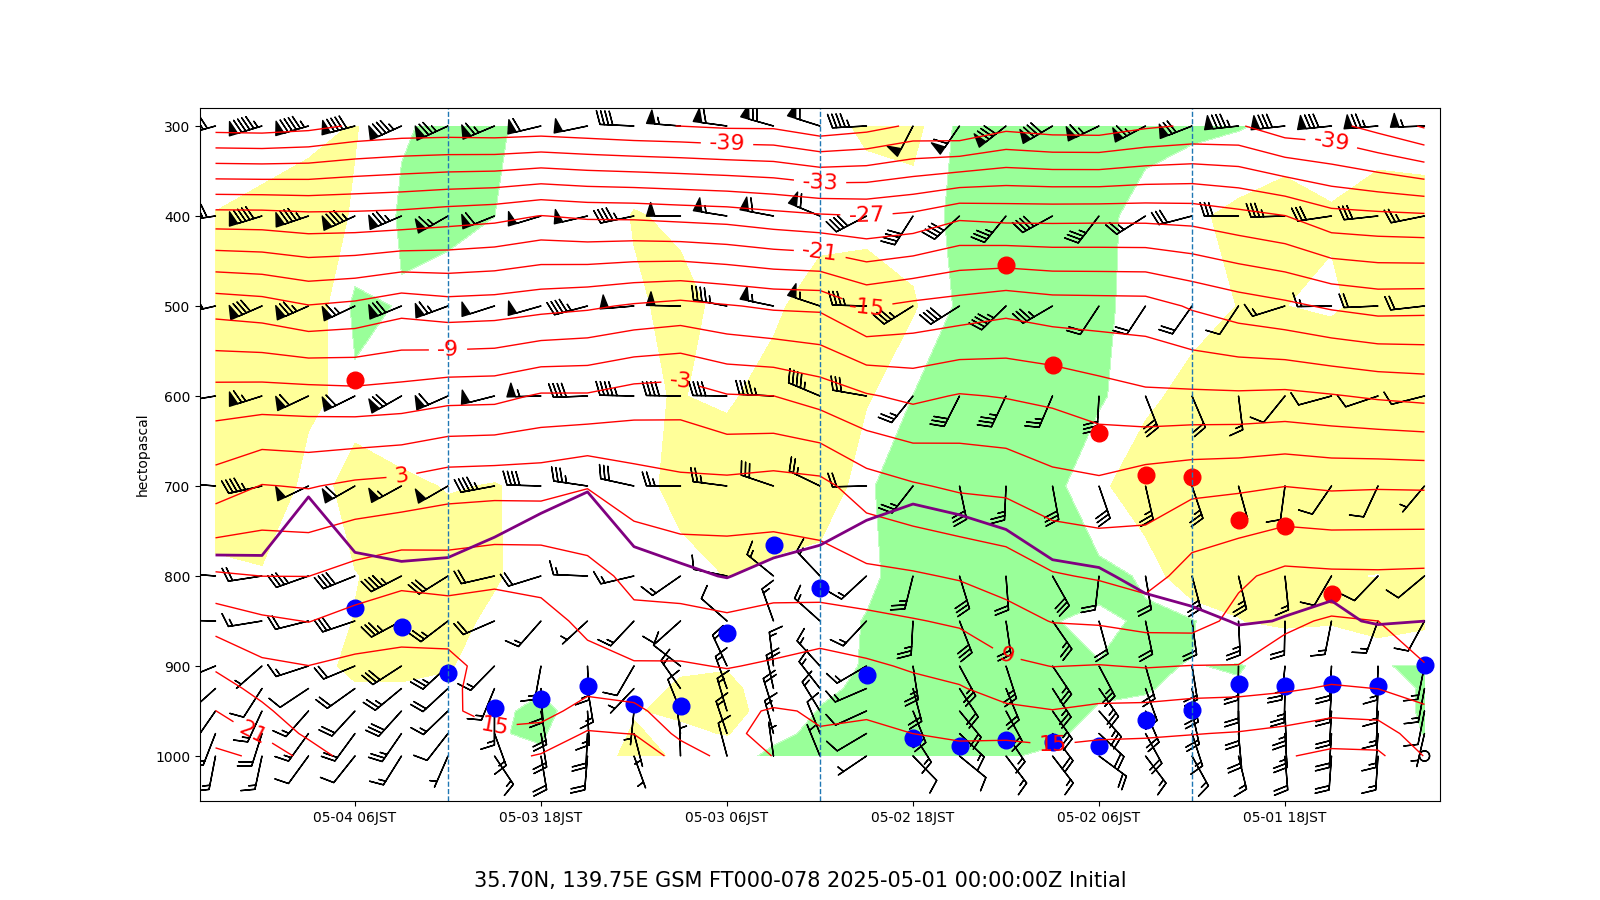 300
400
500
600
700
800
900
1000
hectopascal
-39
-39
-33
-27
-21
-15
-9
-3
3
9
15
15
21
05-04 06JST
05-03 18JST
05-03 06JST
05-02 18JST
05-02 06JST
05-01 18JST
35.70N, 139.75E GSM FT000-078 2025-05-01 00:00:00Z Initial